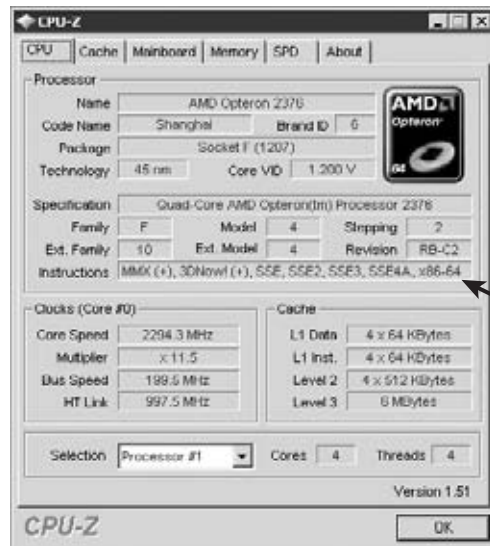 CPU-Z
CPU Cache Mainboard Memory SPD About
Processor
Name AMD Opteron 2376
Code Name Shanghai Brand ID 6
Package Socket F (1207)
Technology 45 nm Core VID 1.200 V
AMD
Opteron
64
Specification Quad-Core AMD Opteron(tm) Processor 2376
Family F Model 4 Stepping 2
Ext. Family 10 Ext. Model 4 Revision RB-C2
Instructions MMX (+), 3DNow! (+), SSE, SSE2, SSE3, SSE4A, x86-64
Clocks (Core #0)
Core Speed 2294.3 MHz
Multiplier x 11.5
Bus Speed 199.5 MHz
HT Link 997.5 MHz
Cache
L1 Data 4 x 64 KBytes
L1 Inst. 4 x 64 KBytes
Level 2 4 x 512 KBytes
Level 3 6 MBytes
Selection Processor #1 Cores 4 Threads 4
Version 1.51
CPU-Z OK